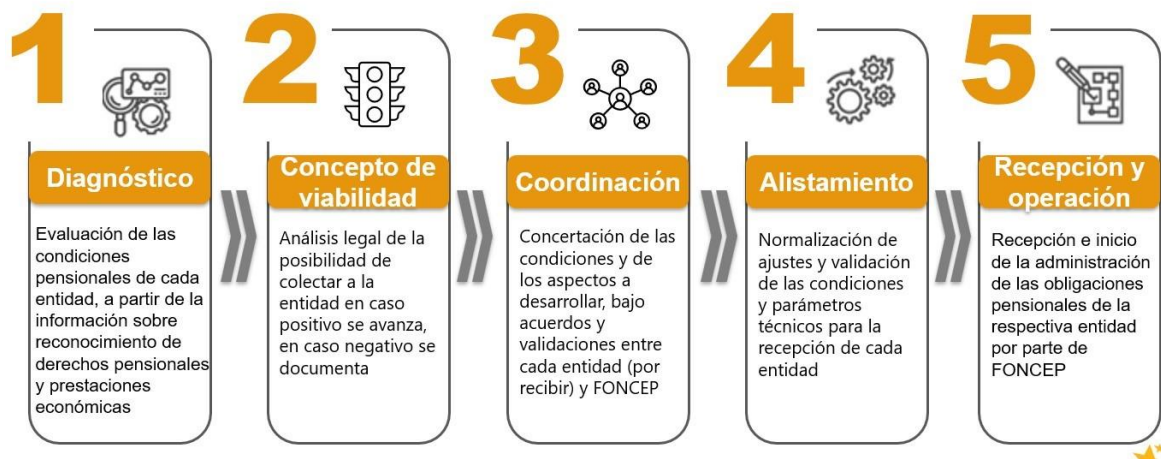 1
Diagnóstico
Evaluación de las
condiciones
pensionales de cada
entidad, a partir de la
información sobre
reconocimiento de
derechos pensionales
y prestaciones
económicas
2
Concepto de
viabilidad
Análisis legal de la
posibilidad de
colectar a la
entidad en caso
positivo se avanza,
en caso negativo se
documenta
3
Coordinación
Concertación de las
condiciones y de
los aspectos a
desarrollar, bajo
acuerdos y
validaciones entre
cada entidad (por
recibir) y FONCEP
4
Alistamiento
Normalización de
ajustes y validación
de las condiciones
y parámetros
técnicos para la
recepción de cada
entidad
5
Recepción y
operación
Recepción e inicio
de la administración
de las obligaciones
pensionales de la
respectiva entidad
por parte de
FONCEP